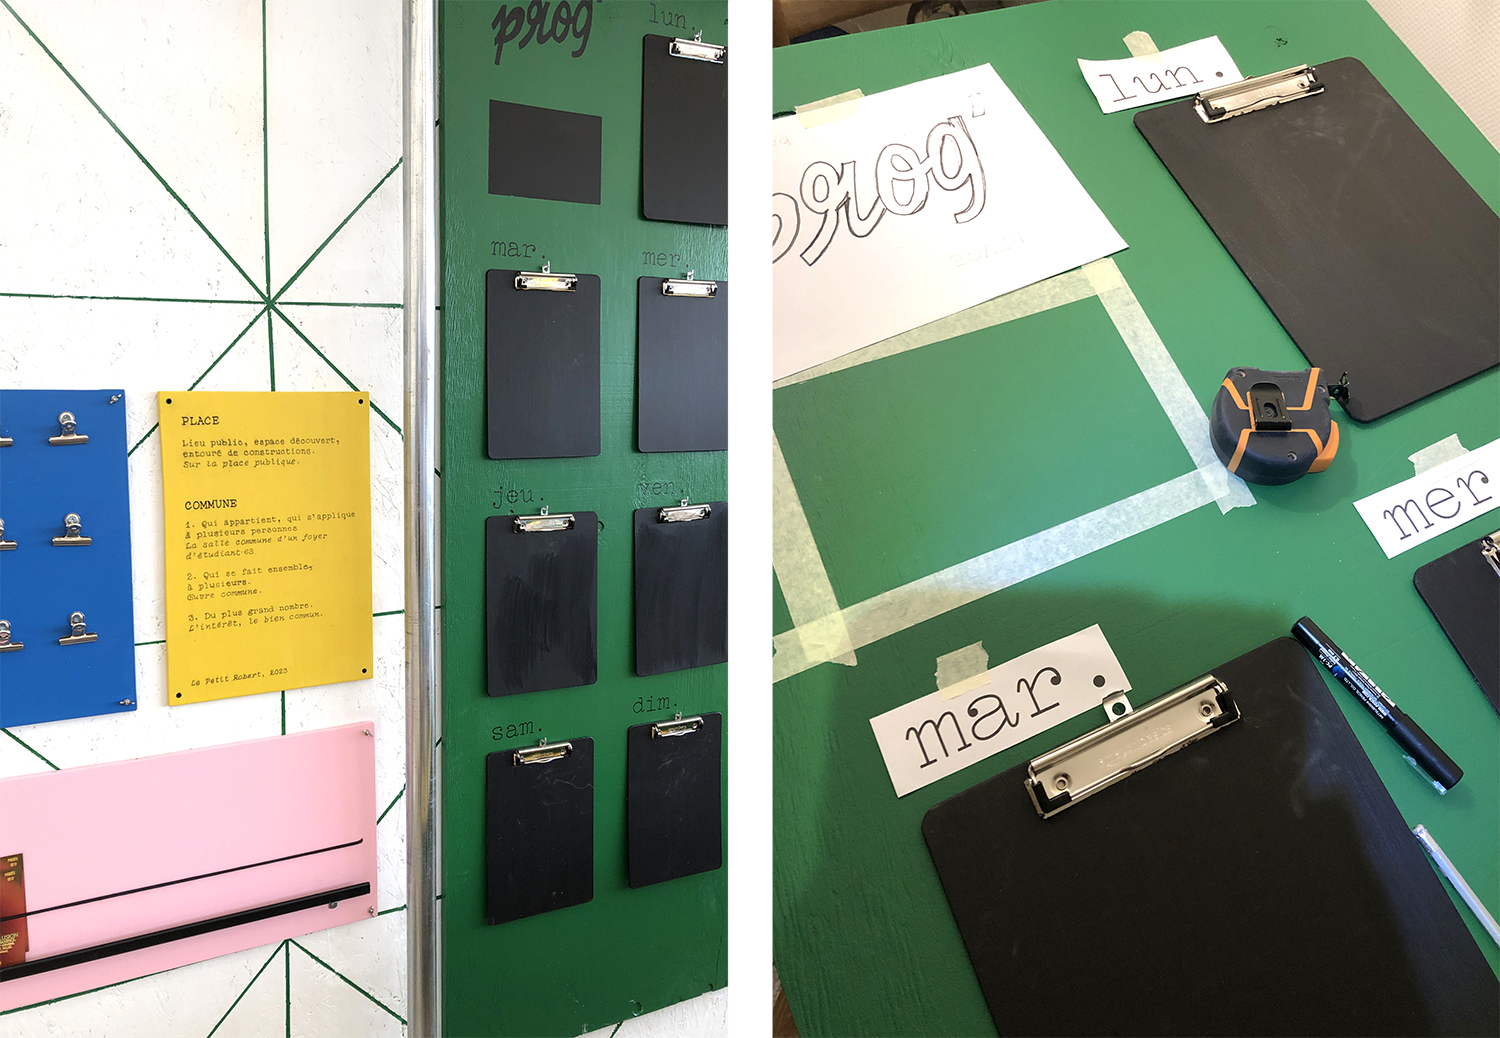 prog
lun.
mar.
mer.
jeu.
ven.
sam.
dim.
PLACE
Lieu public, espace découvert,
entouré de constructions.
Sur la place publique.
COMMUNE
1. Qui appartient, qui s'applique
à plusieurs personnes
La salle commune d'un foyer
d'étudiant·es
2. Qui se fait ensemble,
à plusieurs.
Œuvre commune.
3. Du plus grand nombre.
L'intérêt, le bien commun.
Le Petit Robert, 2023
lun.
prog
mer.
mar.